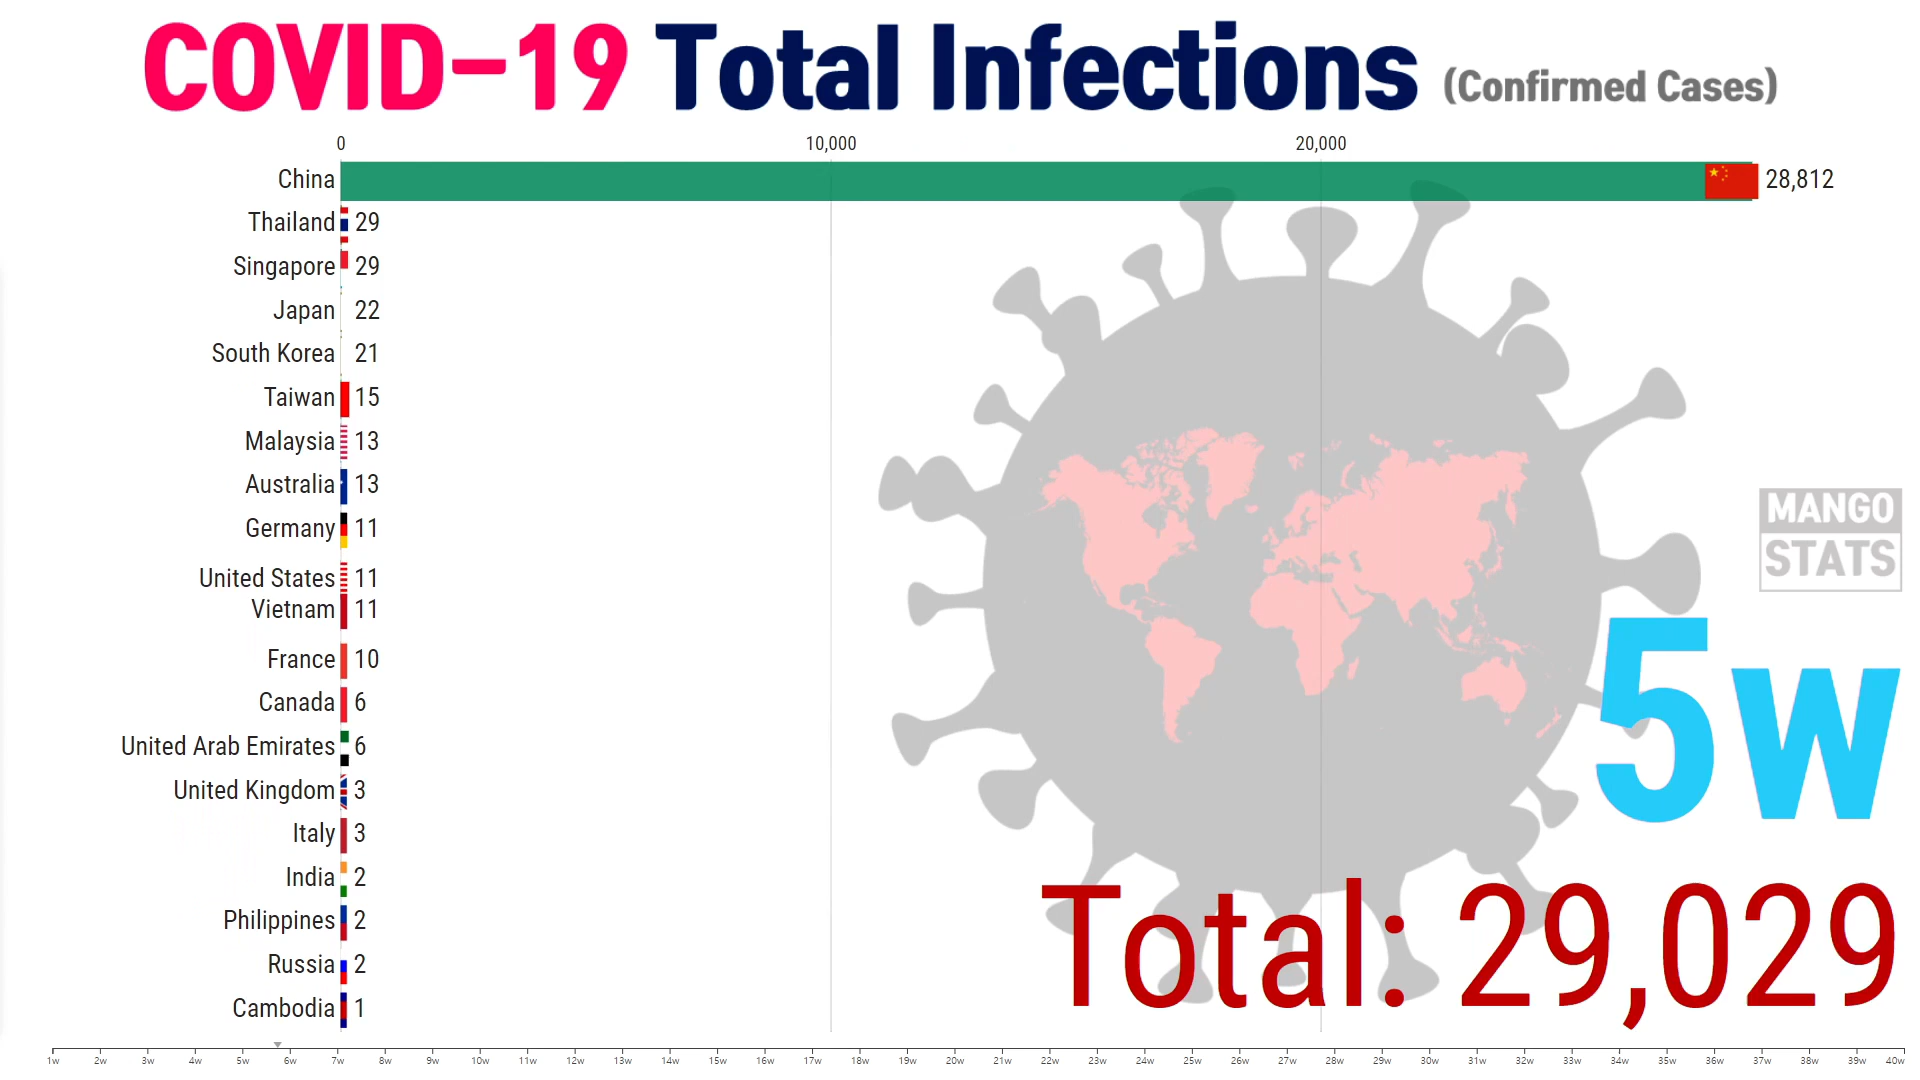 COVID-19 Total Infections (Confirmed Cases)
0 10,000 20,000
China 28,812
Thailand 29
Singapore 29
Japan 22
South Korea 21
Taiwan 15
Malaysia 13
Australia 13
Germany 11
United States 11
Vietnam 11
France 10
Canada 6
United Arab Emirates 6
United Kingdom 3
Italy 3
India 2
Philippines 2
Russia 2
Cambodia 1
MANGO
STATS
5w
Total: 29,029
1w 2w 3w 4w 5w 6w 7w 8w 9w 10w 11w 12w 13w 14w 15w 16w 17w 18w 19w 20w 21w 22w 23w 24w 25w 26w 27w 28w 29w 30w 31w 32w 33w 34w 35w 36w 37w 38w 39w 40w